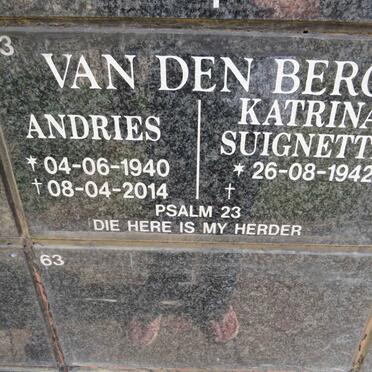 3
VAN DEN BERG
ANDRIES
* 04-06-1940
† 08-04-2014
KATRINA
SUIGNETT
* 26-08-1942
†
PSALM 23
DIE HERE IS MY HERDER
63